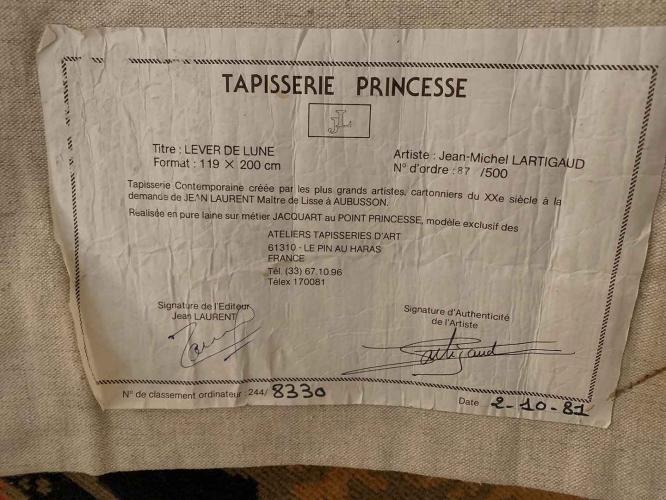 TAPISSERIE PRINCESSE
JL
Titre : LEVER DE LUNE
Format : 119 X 200 cm
Artiste : Jean-Michel LARTIGAUD
N° d'ordre : 87 /500
Tapisserie Contemporaine créée par les plus grands artistes, cartonniers du XXe siècle à la
demande de JEAN LAURENT Maître de Lisse à AUBUSSON.
Réalisée en pure laine sur métier JACQUART au POINT PRINCESSE, modèle exclusif des
ATELIERS TAPISSERIES D'ART
61310 - LE PIN AU HARAS
FRANCE
Tél. (33) 67.10.96
Télex 170081
Signature de l'Editeur
Jean LAURENT
Signature d'Authenticité
de l'Artiste
Lartigaud
N° de classement ordinateur : 244/ 8330
Date 2-10-81